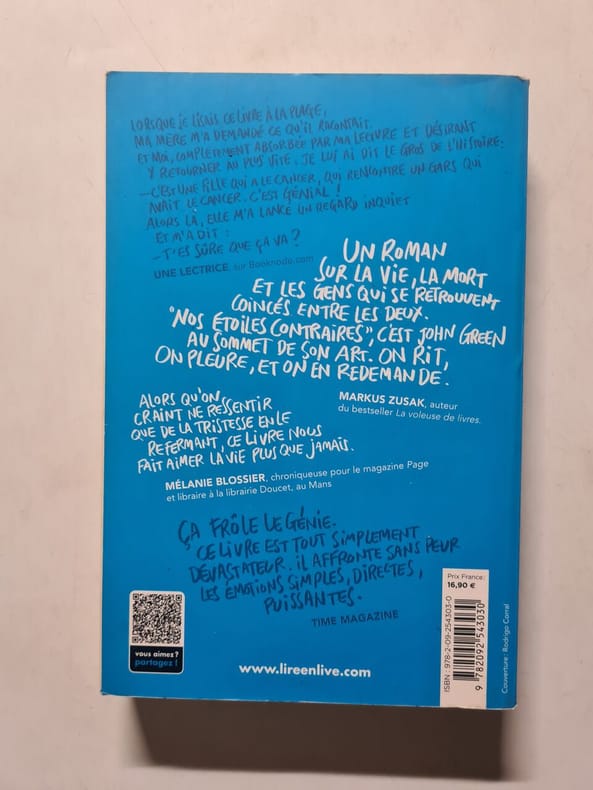 LORSQUE JE LISAIS CE LIVRE À LA PLAGE,
MA MÈRE M'A DEMANDÉ CE QU'IL RACONTAIT.
ET MOI, COMPLÈTEMENT ABSORBÉE PAR MA LECTURE ET DÉSIRANT
Y RETOURNER AU PLUS VITE, JE LUI AI DIT LE GROS DE L'HISTOIRE:
– C'EST UNE FILLE QUI A LE CANCER, QUI RENCONTRE UN GARS QUI
AVAIT LE CANCER. C'EST GÉNIAL !
ALORS LÀ, ELLE M'A LANCÉ UN REGARD INQUIET
ET M'A DIT :
– T'ES SÛRE QUE ÇA VA ?
UNE LECTRICE, sur Booknode.com
UN ROMAN
SUR LA VIE, LA MORT
ET LES GENS QUI SE RETROUVENT
COINCÉS ENTRE LES DEUX.
"NOS ÉTOILES CONTRAIRES", C'EST JOHN GREEN
AU SOMMET DE SON ART. ON RIT,
ON PLEURE, ET ON EN REDEMANDE.
MARKUS ZUSAK, auteur
du bestseller La voleuse de livres.
ALORS QU'ON
CRAINT NE RESSENTIR
QUE DE LA TRISTESSE EN LE
REFERMANT, CE LIVRE NOUS
FAIT AIMER LA VIE PLUS QUE JAMAIS.
MÉLANIE BLOSSIER, chroniqueuse pour le magazine Page
et libraire à la librairie Doucet, au Mans
ÇA FRÔLE LE GÉNIE.
CE LIVRE EST TOUT SIMPLEMENT
DÉVASTATEUR. IL AFFRONTE SANS PEUR
LES ÉMOTIONS SIMPLES, DIRECTES,
PUISSANTES.
TIME MAGAZINE
vous aimez ?
partagez !
www.lireenlive.com
Prix France :
16,90 €
ISBN : 978-2-09-254303-0
9 782092 543030
Couverture : Rodrigo Corral